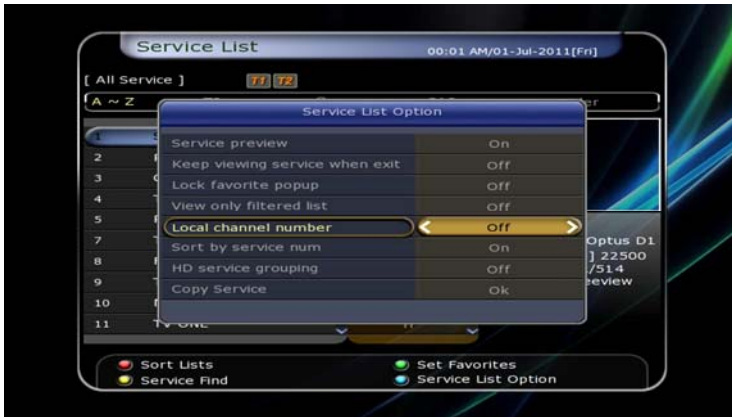 Service List
00:01 AM/01-Jul-2011[Fri]
[ All Service ] T1 T2
A ~ Z
Service List Option
Service preview On
Keep viewing service when exit Off
Lock favorite popup Off
View only filtered list Off
Local channel number Off
Sort by service num On
HD service grouping Off
Copy Service Ok
1
2
3
4
5
7
8
9
10
11 TV ONE
Optus D1
] 22500
/514
eeview
Sort Lists
Set Favorites
Service Find
Service List Option